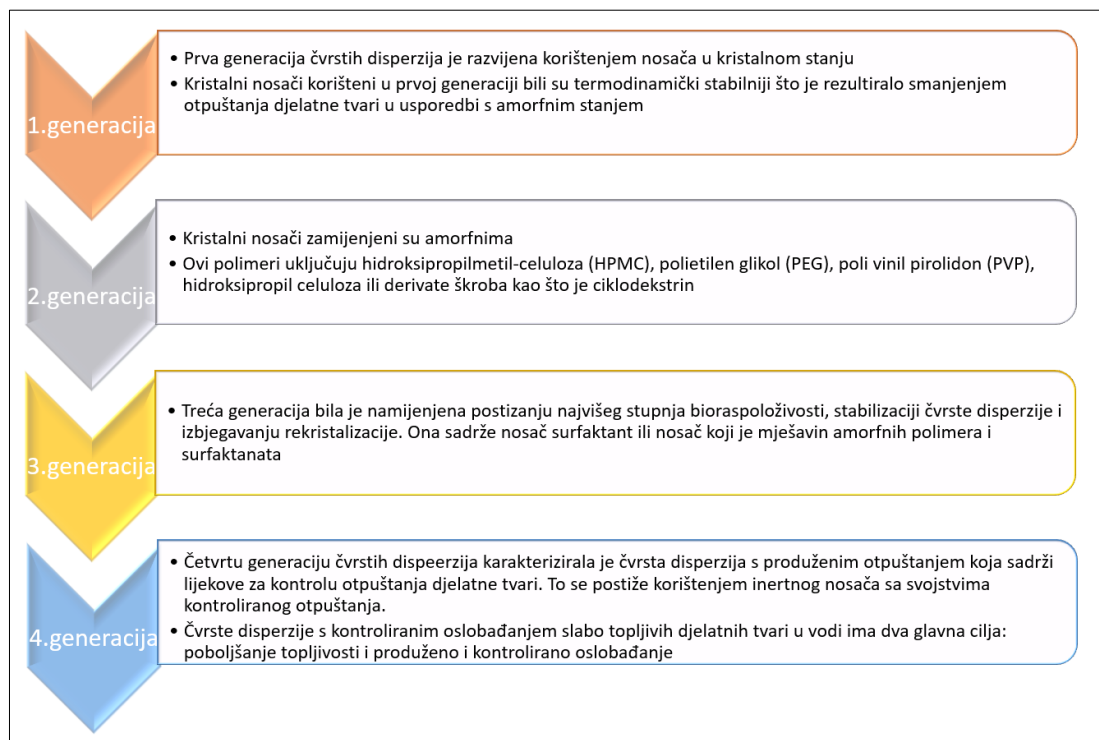 1.generacija
• Prva generacija čvrstih disperzija je razvijena korištenjem nosača u kristalnom stanju
• Kristalni nosači korišteni u prvoj generaciji bili su termodinamički stabilniji što je rezultiralo smanjenjem
otpuštanja djelatne tvari u usporedbi s amorfnim stanjem
2.generacija
• Kristalni nosači zamijenjeni su amorfnima
• Ovi polimeri uključuju hidroksipropilmetil-celuloza (HPMC), polietilen glikol (PEG), poli vinil pirolidon (PVP),
hidroksipropil celuloza ili derivate škroba kao što je ciklodekstrin
3.generacija
• Treća generacija bila je namijenjena postizanju najvišeg stupnja bioraspoloživosti, stabilizaciji čvrste disperzije i
izbjegavanju rekristalizacije. Ona sadrže nosač surfaktant ili nosač koji je mješavin amorfnih polimera i
surfaktanata
4.generacija
• Četvrtu generaciju čvrstih dispeerzija karakterizirala je čvrsta disperzija s produženim otpuštanjem koja sadrži
lijekove za kontrolu otpuštanja djelatne tvari. To se postiže korištenjem inertnog nosača sa svojstvima
kontroliranog otpuštanja.
• Čvrste disperzije s kontroliranim oslobađanjem slabo topljivih djelatnih tvari u vodi ima dva glavna cilja:
poboljšanje topljivosti i produženo i kontrolirano oslobađanje